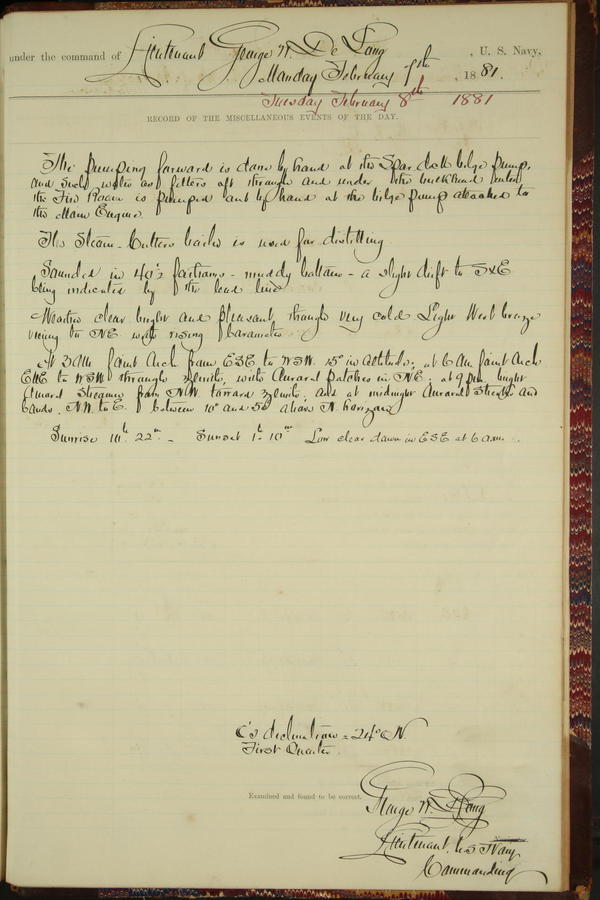 under the command of Lieutenant George W. De Long , U. S. Navy,
Monday February 7th , 1881.
Tuesday February 8th 1881
RECORD OF THE MISCELLANEOUS EVENTS OF THE DAY.
The pumping forward is done by hand at the Spar deck bilge pump,
and such water as filters aft through and under the bulkhead enters
the Fire Room is pumped out by hand at the bilge pump attached to
the Main Engine.
The Steam-Cutters boiler is used for distilling
Sounded in 40½ fathoms - muddy bottom - a slight drift to SxE
being indicated by the lead line
Weather clear bright and pleasant, though very cold Light West breeze
veering to NE with rising barometer
At 3 AM faint Arch from ESE to WSW 15° in altitude; at 6 AM faint Arch
ENE to WSW through zenith, with Auroral patches in NE; at 9 pm. bright
Auroral Streamer from NW. toward zenith; and at midnight Auroral Streaks and
bands. N.W. to E. between 10° and 50° above N. horizon
Sunrise 10h 22m - Sunset 1h 10m Low clear dawn in ESE at 6 a.m.
☾'s declination = 24° N
First Quarter.
Examined and found to be correct.
George W. De Long
Lieutenant. U.S Navy
Commanding